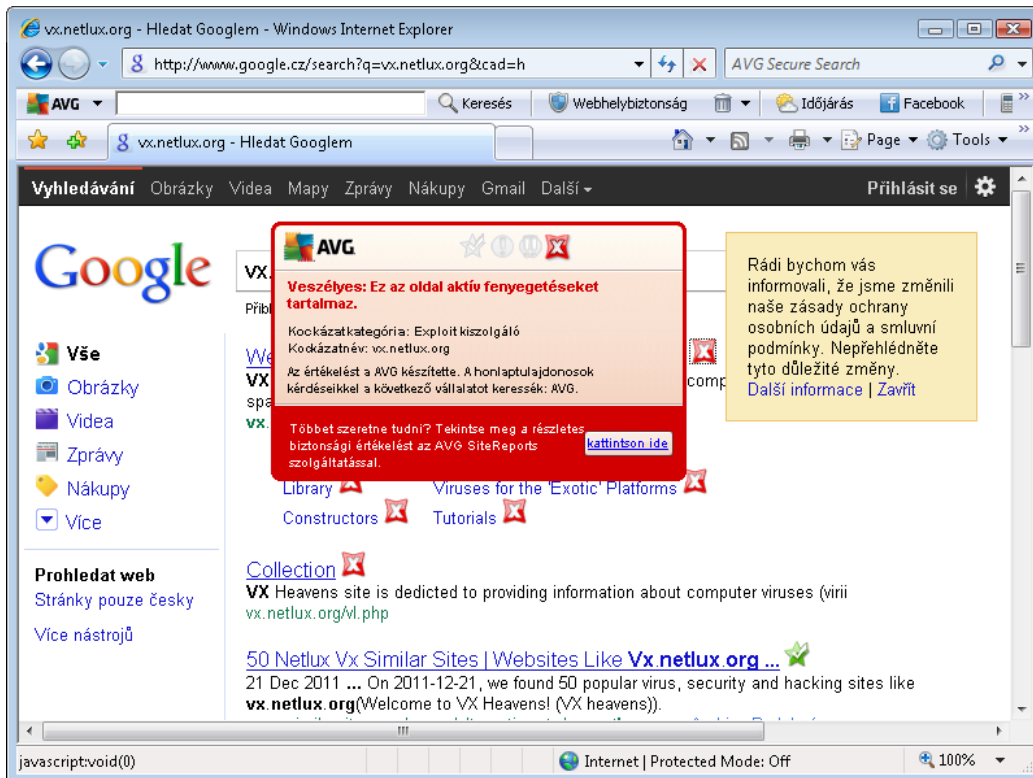 vx.netlux.org - Hledat Googlem - Windows Internet Explorer
http://www.google.cz/search?q=vx.netlux.org&cad=h
AVG Secure Search
AVG Keresés Webhelybiztonság Időjárás Facebook
vx.netlux.org - Hledat Googlem
Page Tools
Vyhledávání Obrázky Videa Mapy Zprávy Nákupy Gmail Další Přihlásit se
Google
vx.
Přibl
AVG
Veszélyes: Ez az oldal aktív fenyegetéseket
tartalmaz.
Kockázatkategória: Exploit kiszolgáló
Kockázatnév: vx.netlux.org
Az értékelést a AVG készítette. A honlaptulajdonosok
kérdéseikkel a következő vállalatot keressék: AVG.
Többet szeretne tudni? Tekintse meg a részletes
biztonsági értékelést az AVG SiteReports
szolgáltatással.
kattintson ide
Rádi bychom vás
informovali, že jsme změnili
naše zásady ochrany
osobních údajů a smluvní
podmínky. Nepřehlédněte
tyto důležité změny.
Další informace | Zavřít
Vše
Obrázky
Videa
Zprávy
Nákupy
Více
Prohledat web
Stránky pouze česky
Více nástrojů
We
VX comp
spa
vx.
Library Viruses for the 'Exotic' Platforms
Constructors Tutorials
Collection
VX Heavens site is dedicted to providing information about computer viruses (virii
vx.netlux.org/vl.php
50 Netlux Vx Similar Sites | Websites Like Vx.netlux.org ...
21 Dec 2011 ... On 2011-12-21, we found 50 popular virus, security and hacking sites like
vx.netlux.org(Welcome to VX Heavens! (VX heavens)).
javascript:void(0) Internet | Protected Mode: Off 100%